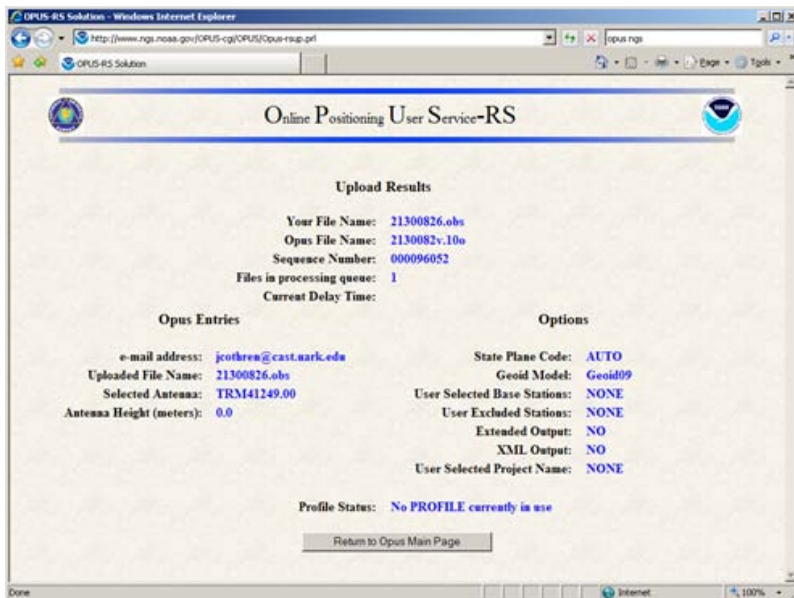 OPUS-RS Solution - Windows Internet Explorer
http://www.ngs.noaa.gov/OPUS-cgi/OPUS/Opus-rsup.prl
opus ngs
OPUS-RS Solution
Page
Tools
Online Positioning User Service-RS
Upload Results
Your File Name: 21300826.obs
Opus File Name: 2130082v.10o
Sequence Number: 000096052
Files in processing queue: 1
Current Delay Time:
Opus Entries
Options
e-mail address: jcothren@cast.uark.edu
State Plane Code: AUTO
Uploaded File Name: 21300826.obs
Geoid Model: Geoid09
Selected Antenna: TRM41249.00
User Selected Base Stations: NONE
Antenna Height (meters): 0.0
User Excluded Stations: NONE
Extended Output: NO
XML Output: NO
User Selected Project Name: NONE
Profile Status: No PROFILE currently in use
Return to Opus Main Page
Done
Internet
100%